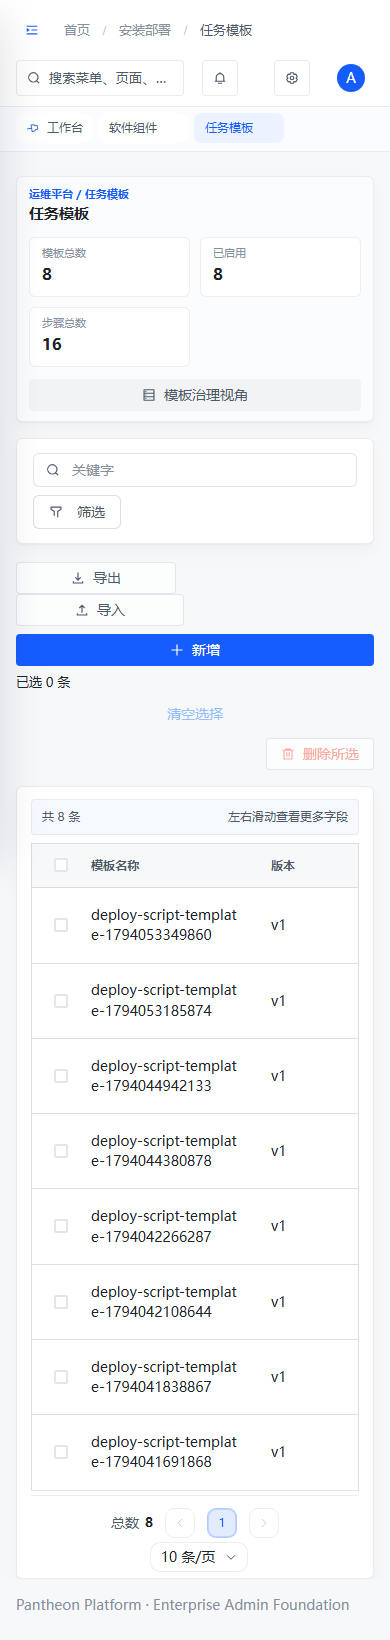 首页 / 安装部署 / 任务模板
搜索菜单、页面、... A
工作台 软件组件 任务模板
运维平台 / 任务模板
任务模板
模板总数 已启用
8 8
步骤总数
16
模板治理视角
关键字
筛选
导出
导入
新增
已选 0 条
清空选择
删除所选
共 8 条 左右滑动查看更多字段
模板名称 版本
deploy-script-templat
e-1794053349860 v1
deploy-script-templat
e-1794053185874 v1
deploy-script-templat
e-1794044942133 v1
deploy-script-templat
e-1794044380878 v1
deploy-script-templat
e-1794042266287 v1
deploy-script-templat
e-1794042108644 v1
deploy-script-templat
e-1794041838867 v1
deploy-script-templat
e-1794041691868 v1
总数 8 1
10 条/页
Pantheon Platform · Enterprise Admin Foundation